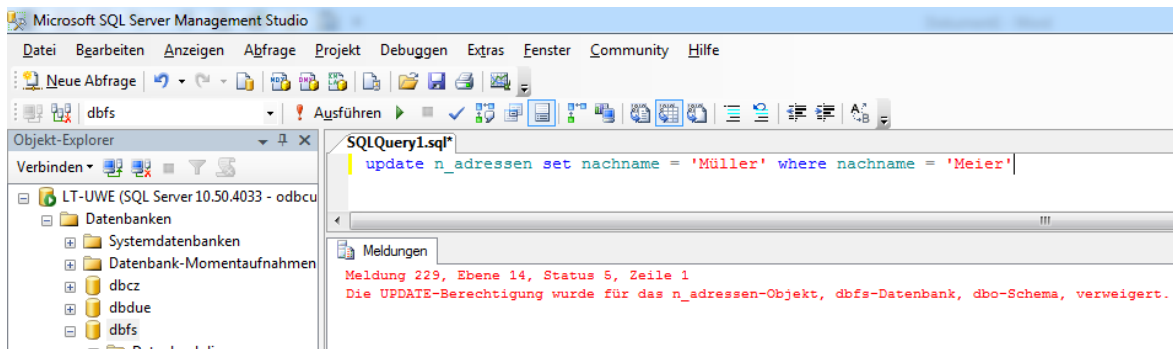 Microsoft SQL Server Management Studio
Datei Bearbeiten Anzeigen Abfrage Projekt Debuggen Extras Fenster Community Hilfe
Neue Abfrage
dbfs Ausführen
Objekt-Explorer
SQLQuery1.sql*
Verbinden
update n_adressen set nachname = 'Müller' where nachname = 'Meier'
LT-UWE (SQL Server 10.50.4033 - odbcu
Datenbanken
Systemdatenbanken
Datenbank-Momentaufnahmen
dbcz
dbdue
dbfs
Meldungen
Meldung 229, Ebene 14, Status 5, Zeile 1
Die UPDATE-Berechtigung wurde für das n_adressen-Objekt, dbfs-Datenbank, dbo-Schema, verweigert.